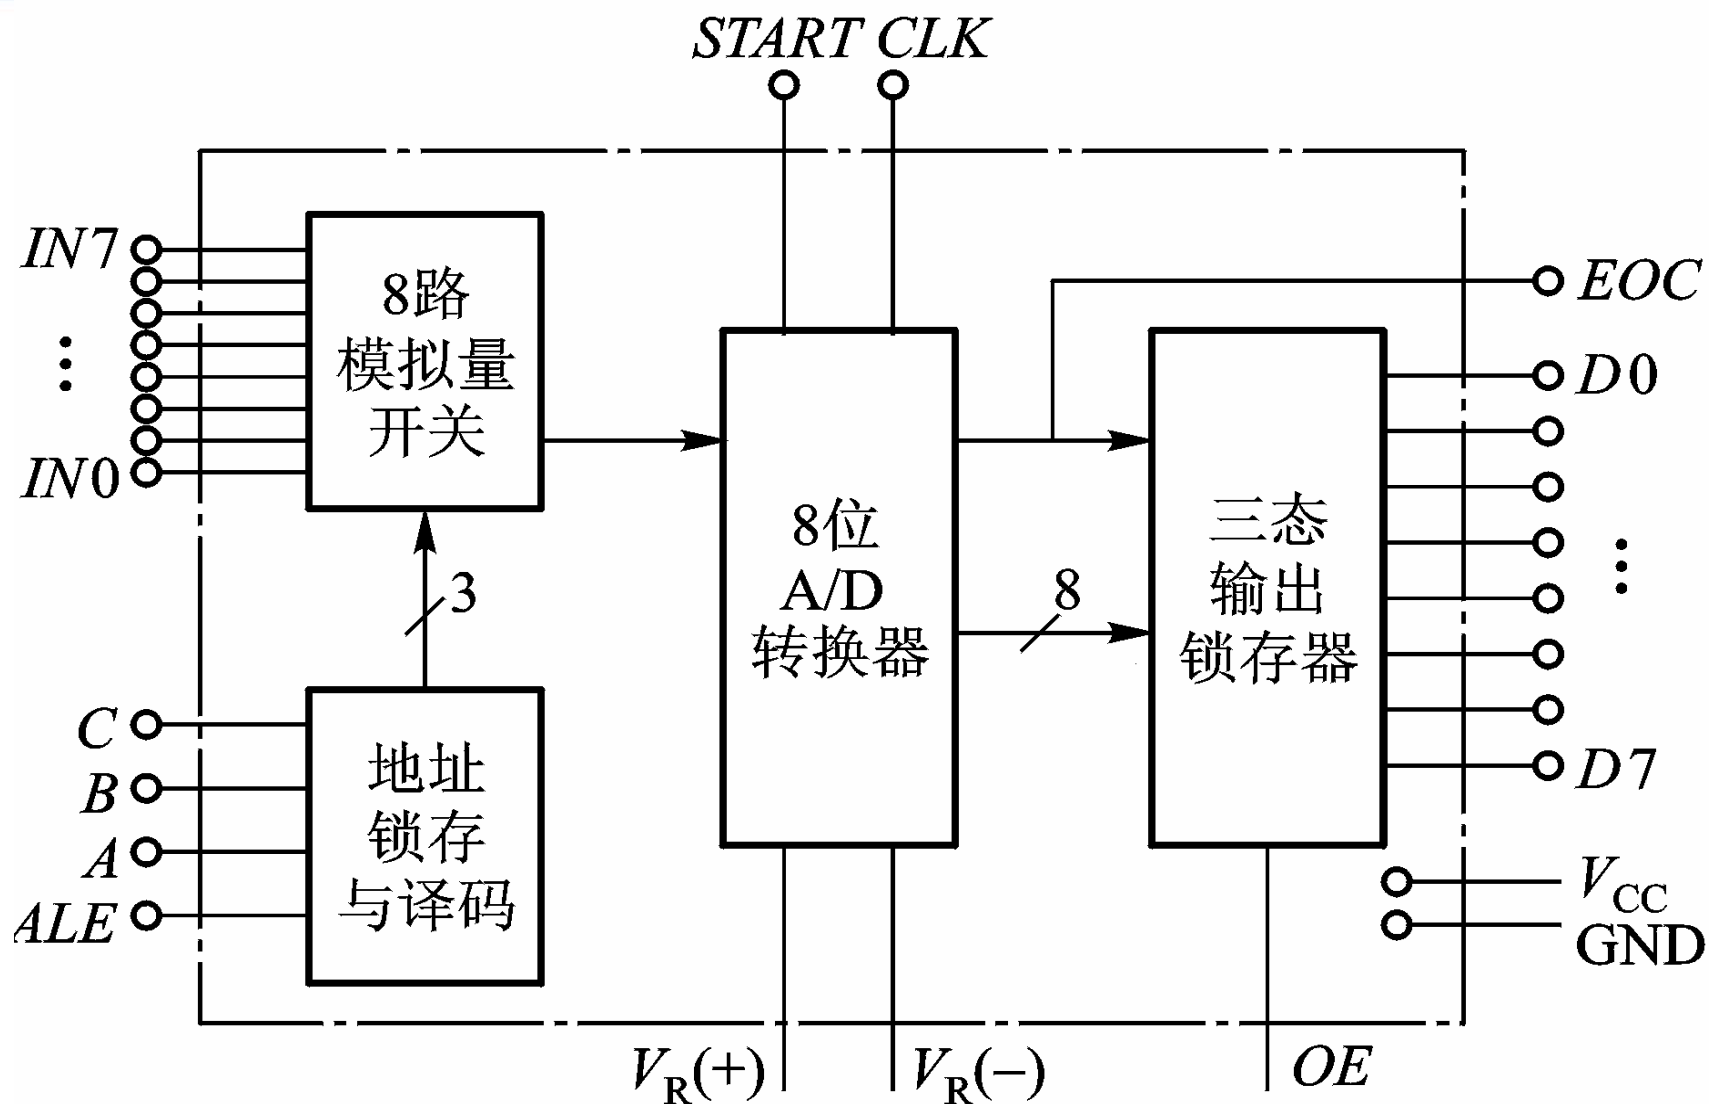 START CLK
IN7
IN0
8路
模拟量
开关
3
C
B
A
ALE
地址
锁存
与译码
8位
A/D
转换器
8
三态
输出
锁存器
EOC
D0
D7
VCC
GND
VR(+)
VR(−)
OE